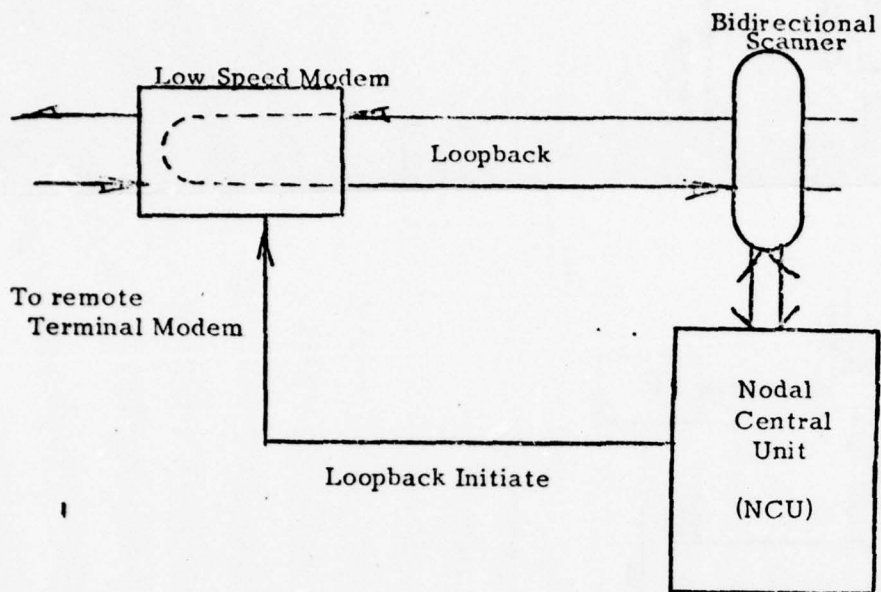 Bidirectional
Scanner
Low Speed Modem
Loopback
To remote
Terminal Modem
Loopback Initiate
Nodal
Central
Unit
(NCU)